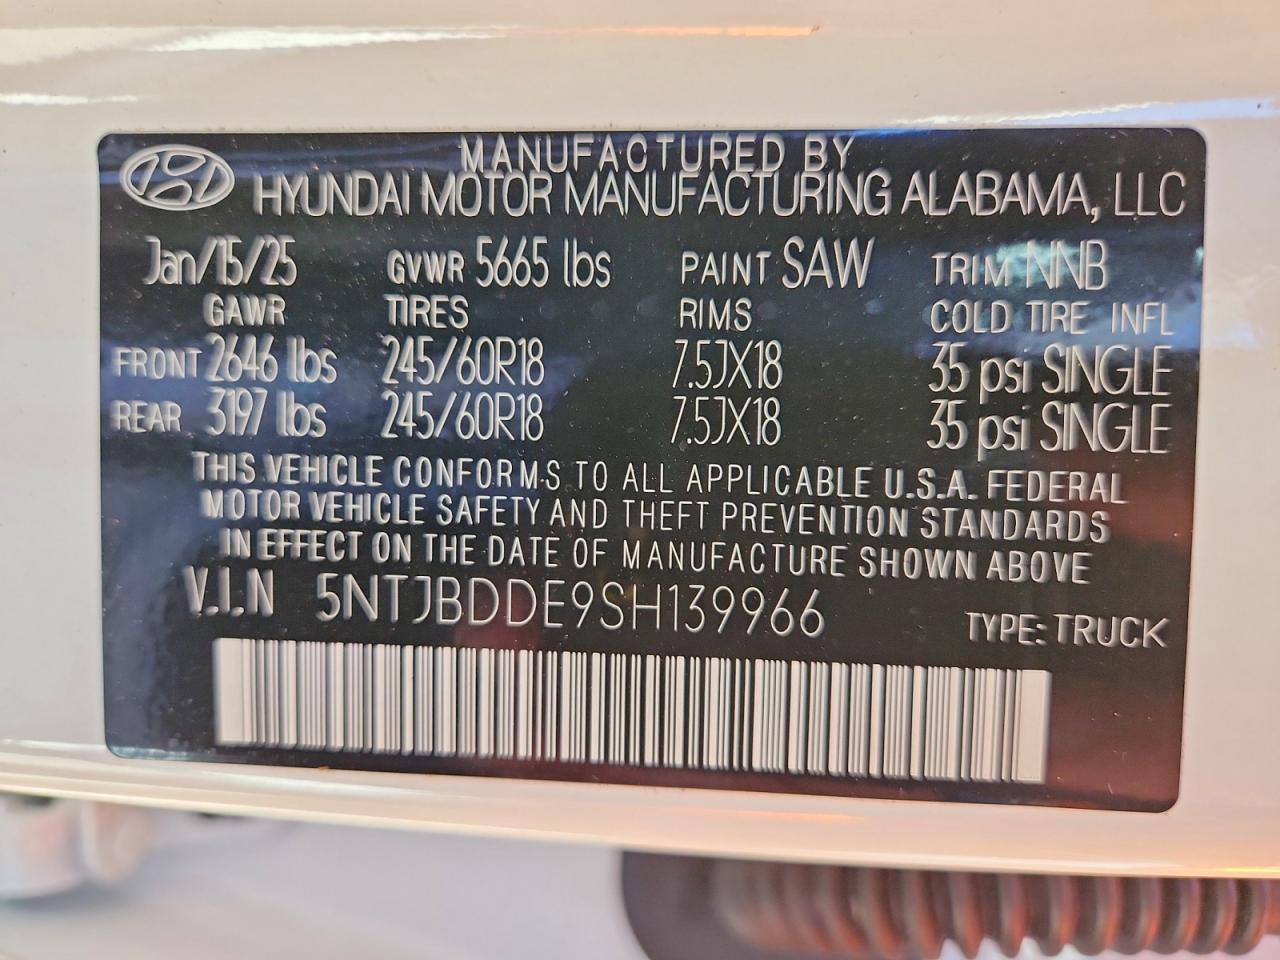 MANUFACTURED BY
HYUNDAI MOTOR MANUFACTURING ALABAMA, LLC
Jan/15/25 GVWR 5665 lbs PAINT SAW TRIM NNB
GAWR TIRES RIMS COLD TIRE INFL
FRONT 2646 lbs 245/60R18 7.5JX18 35 psi SINGLE
REAR 3197 lbs 245/60R18 7.5JX18 35 psi SINGLE
THIS VEHICLE CONFORMS TO ALL APPLICABLE U.S.A. FEDERAL
MOTOR VEHICLE SAFETY AND THEFT PREVENTION STANDARDS
IN EFFECT ON THE DATE OF MANUFACTURE SHOWN ABOVE
V.I.N 5NTJBDDE9SH139966 TYPE: TRUCK